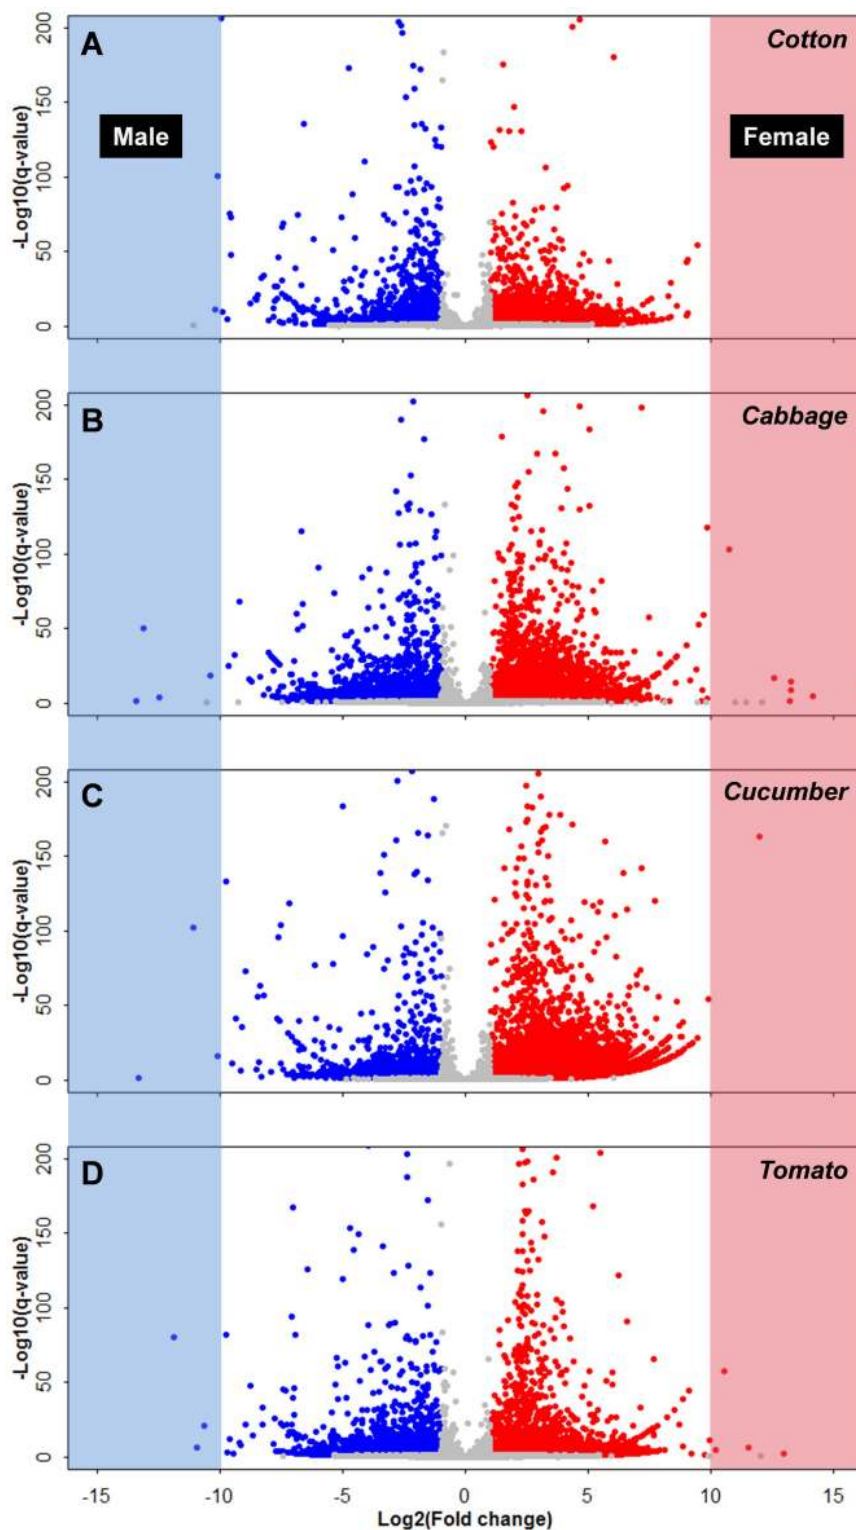 A
Cotton
Male
Female
-Log10(q-value)
200
150
100
50
0
B
Cabbage
-Log10(q-value)
200
150
100
50
0
C
Cucumber
-Log10(q-value)
200
150
100
50
0
D
Tomato
-Log10(q-value)
200
150
100
50
0
-15 -10 -5 0 5 10 15
Log2(Fold change)